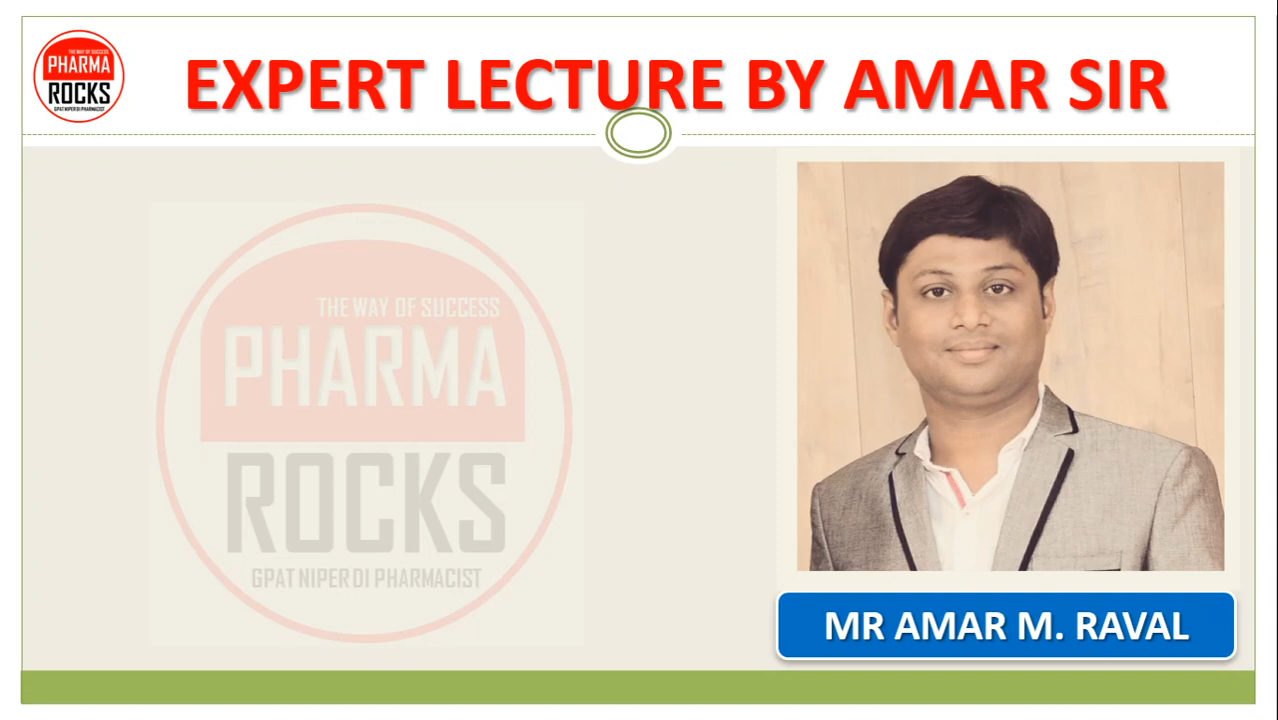 THE WAY OF SUCCESS
PHARMA
ROCKS
GPAT NIPER DI PHARMACIST
EXPERT LECTURE BY AMAR SIR
THE WAY OF SUCCESS
PHARMA
ROCKS
GPAT NIPER DI PHARMACIST
MR AMAR M. RAVAL